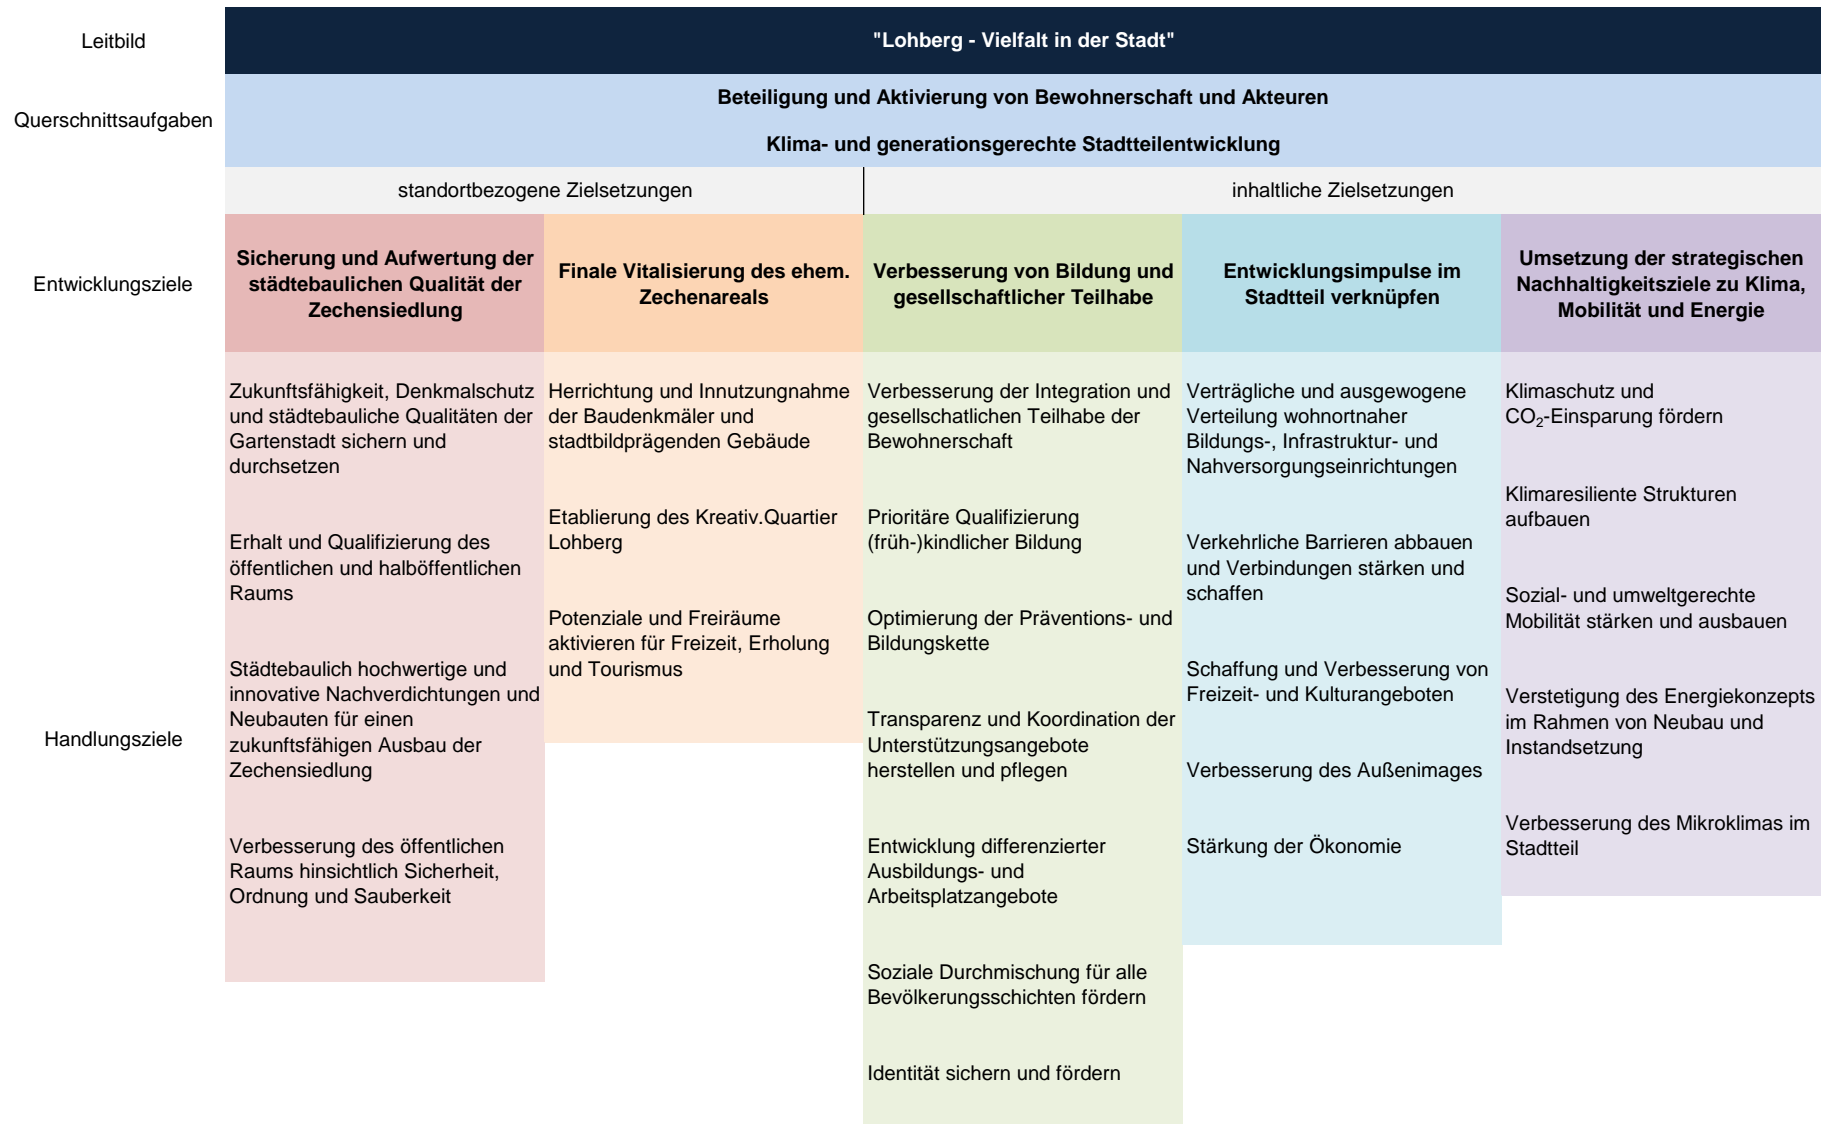 Leitbild
"Lohberg - Vielfalt in der Stadt"
Querschnittsaufgaben
Beteiligung und Aktivierung von Bewohnerschaft und Akteuren
Klima- und generationsgerechte Stadtteilentwicklung
standortbezogene Zielsetzungen
inhaltliche Zielsetzungen
Entwicklungsziele
Sicherung und Aufwertung der
städtebaulichen Qualität der
Zechensiedlung
Finale Vitalisierung des ehem.
Zechenareals
Verbesserung von Bildung und
gesellschaftlicher Teilhabe
Entwicklungsimpulse im
Stadtteil verknüpfen
Umsetzung der strategischen
Nachhaltigkeitsziele zu Klima,
Mobilität und Energie
Handlungsziele
Zukunftsfähigkeit, Denkmalschutz
und städtebauliche Qualitäten der
Gartenstadt sichern und
durchsetzen
Erhalt und Qualifizierung des
öffentlichen und halböffentlichen
Raums
Städtebaulich hochwertige und
innovative Nachverdichtungen und
Neubauten für einen
zukunftsfähigen Ausbau der
Zechensiedlung
Verbesserung des öffentlichen
Raums hinsichtlich Sicherheit,
Ordnung und Sauberkeit
Herrichtung und Innutzungnahme
der Baudenkmäler und
stadtbildprägenden Gebäude
Etablierung des Kreativ.Quartier
Lohberg
Potenziale und Freiräume
aktivieren für Freizeit, Erholung
und Tourismus
Verbesserung der Integration und
gesellschatlichen Teilhabe der
Bewohnerschaft
Prioritäre Qualifizierung
(früh-)kindlicher Bildung
Optimierung der Präventions- und
Bildungskette
Transparenz und Koordination der
Unterstützungsangebote
herstellen und pflegen
Entwicklung differenzierter
Ausbildungs- und
Arbeitsplatzangebote
Soziale Durchmischung für alle
Bevölkerungsschichten fördern
Identität sichern und fördern
Verträgliche und ausgewogene
Verteilung wohnortnaher
Bildungs-, Infrastruktur- und
Nahversorgungseinrichtungen
Verkehrliche Barrieren abbauen
und Verbindungen stärken und
schaffen
Schaffung und Verbesserung von
Freizeit- und Kulturangeboten
Verbesserung des Außenimages
Stärkung der Ökonomie
Klimaschutz und
CO₂-Einsparung fördern
Klimaresiliente Strukturen
aufbauen
Sozial- und umweltgerechte
Mobilität stärken und ausbauen
Verstetigung des Energiekonzepts
im Rahmen von Neubau und
Instandsetzung
Verbesserung des Mikroklimas im
Stadtteil